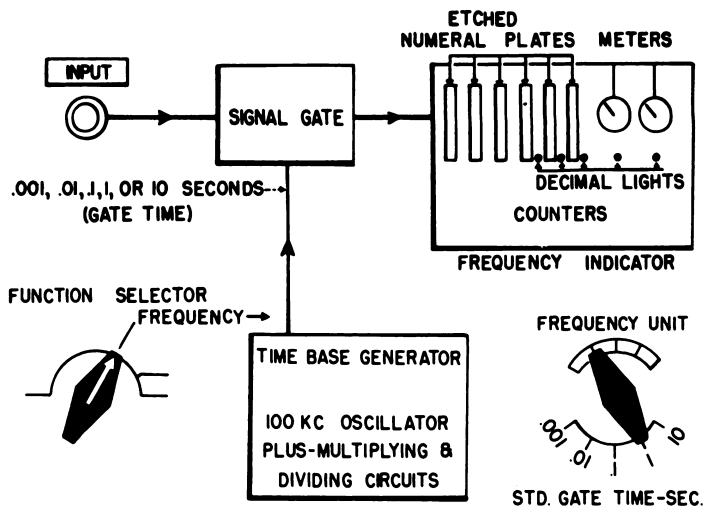 ETCHED
NUMERAL PLATES METERS
INPUT
SIGNAL GATE
.001, .01, .1, 1, OR 10 SECONDS
(GATE TIME)
DECIMAL LIGHTS
COUNTERS
FREQUENCY INDICATOR
FUNCTION SELECTOR
FREQUENCY
TIME BASE GENERATOR
100 KC OSCILLATOR
PLUS-MULTIPLYING &
DIVIDING CIRCUITS
FREQUENCY UNIT
.001
.01
.1
1
10
STD. GATE TIME-SEC.